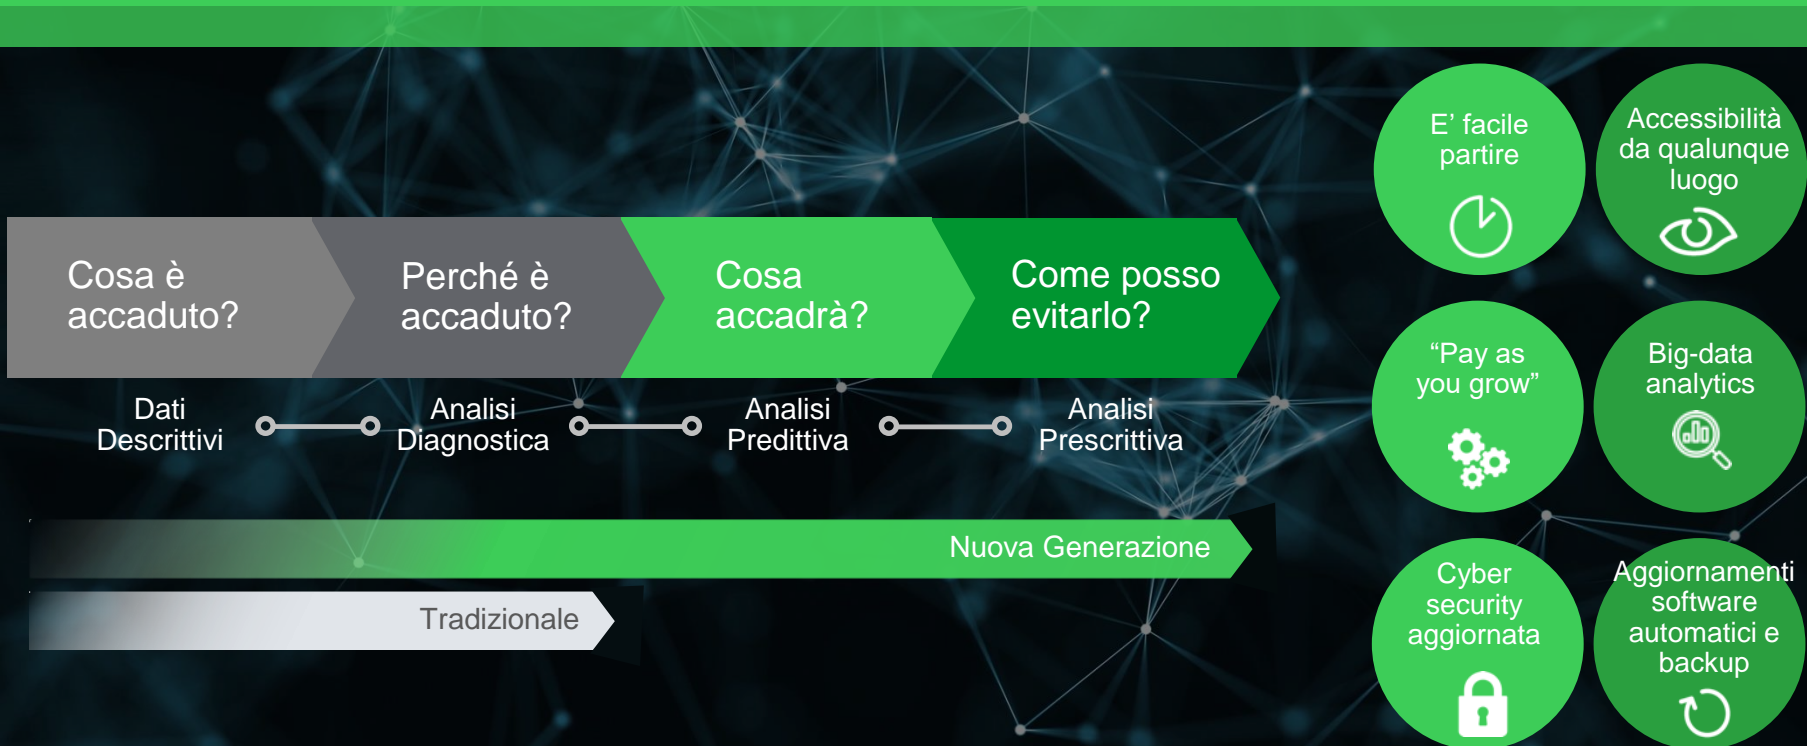 Cosa è
accaduto?
Perché è
accaduto?
Cosa
accadrà?
Come posso
evitarlo?
Dati
Descrittivi
Analisi
Diagnostica
Analisi
Predittiva
Analisi
Prescrittiva
Nuova Generazione
Tradizionale
E’ facile
partire
Accessibilità
da qualunque
luogo
“Pay as
you grow”
Big-data
analytics
Cyber
security
aggiornata
Aggiornamenti
software
automatici e
backup